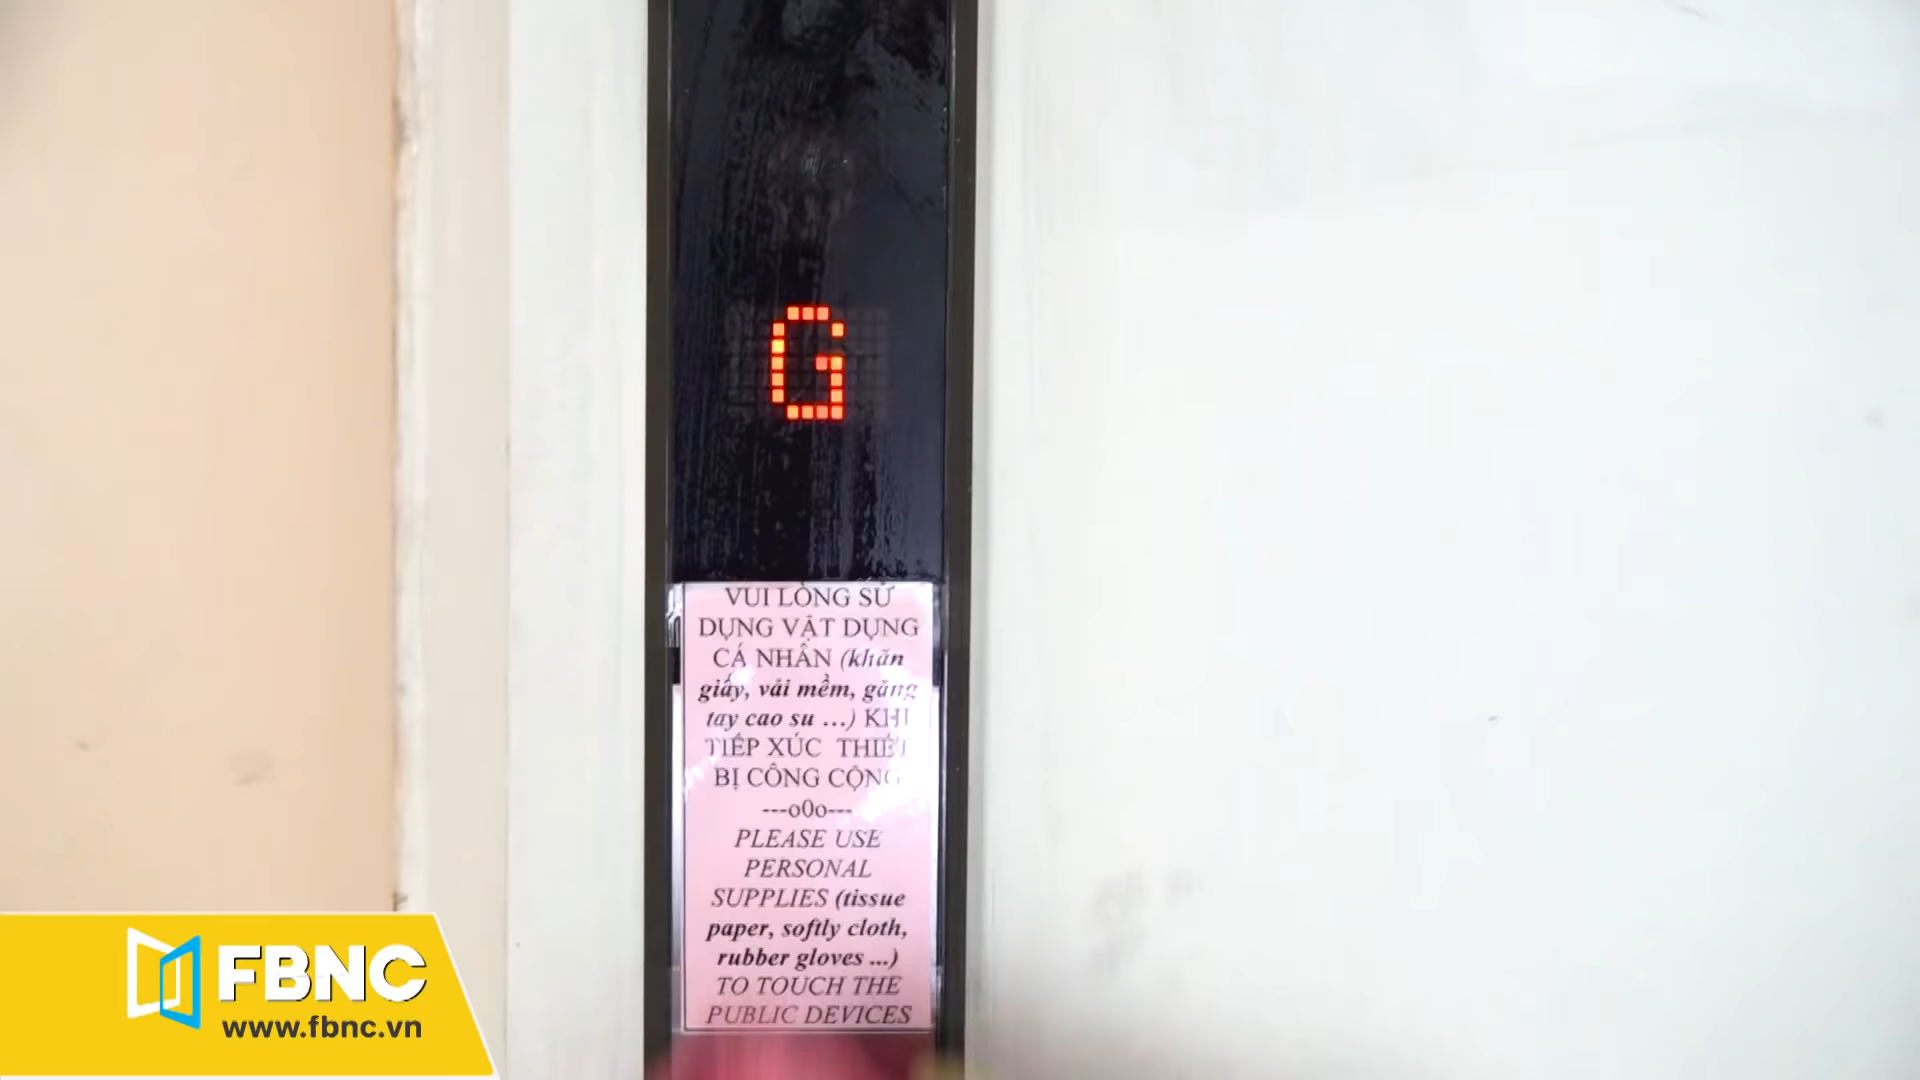 G
VUI LÒNG SỬ
DỤNG VẬT DỤNG
CÁ NHÂN (khăn
giấy, vải mềm, găng
tay cao su ...) KHI
TIẾP XÚC THIẾT
BỊ CÔNG CỘNG
---o0o---
PLEASE USE
PERSONAL
SUPPLIES (tissue
paper, softly cloth,
rubber gloves ...)
TO TOUCH THE
PUBLIC DEVICES
FBNC
www.fbnc.vn